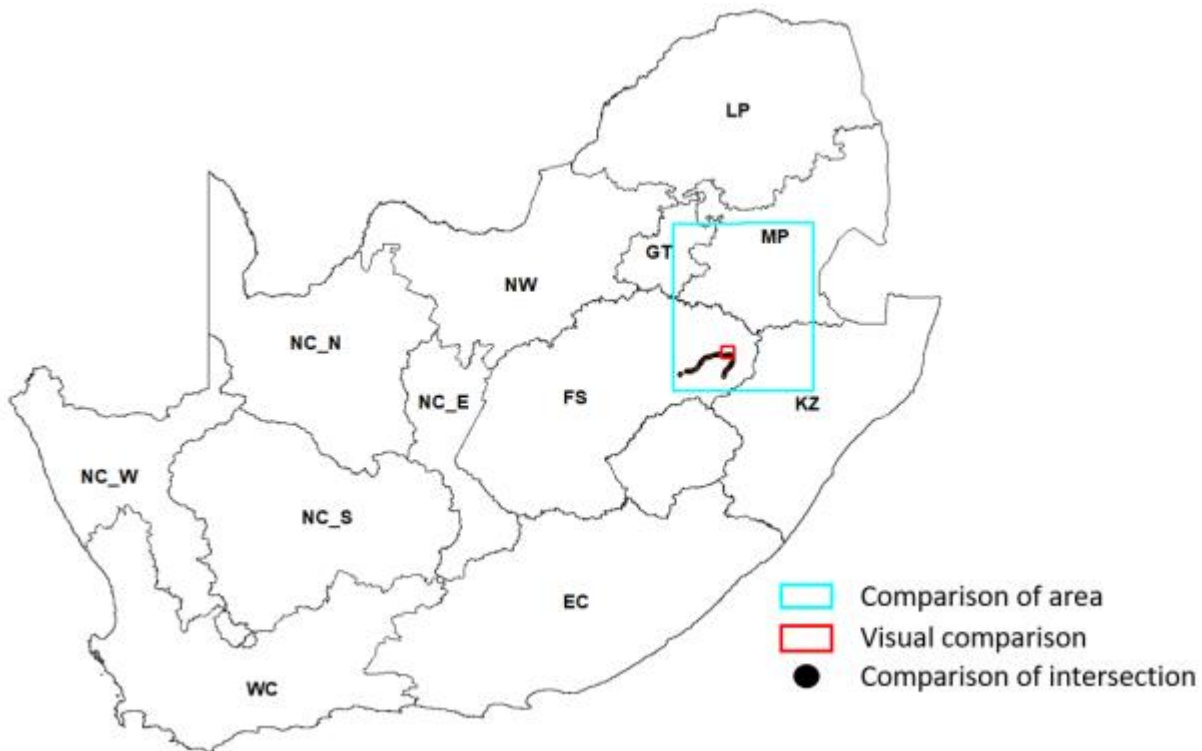 LP
MP
GT
NW
NC_N
NC_E
FS
KZ
NC_W
NC_S
EC
WC
Comparison of area
Visual comparison
Comparison of intersection